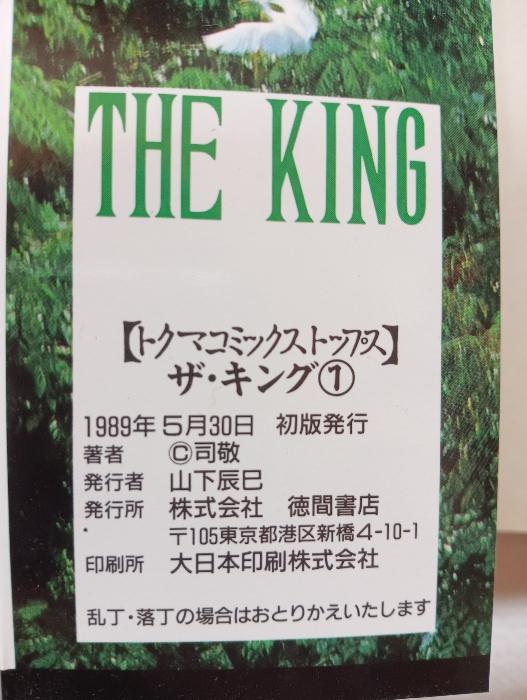 THE KING
【トクマコミックストップス】
ザ・キング①
1989年5月30日　初版発行
著者　©司敬
発行者　山下辰巳
発行所　株式会社　徳間書店
〒105東京都港区新橋4-10-1
印刷所　大日本印刷株式会社
乱丁・落丁の場合はおとりかえいたします